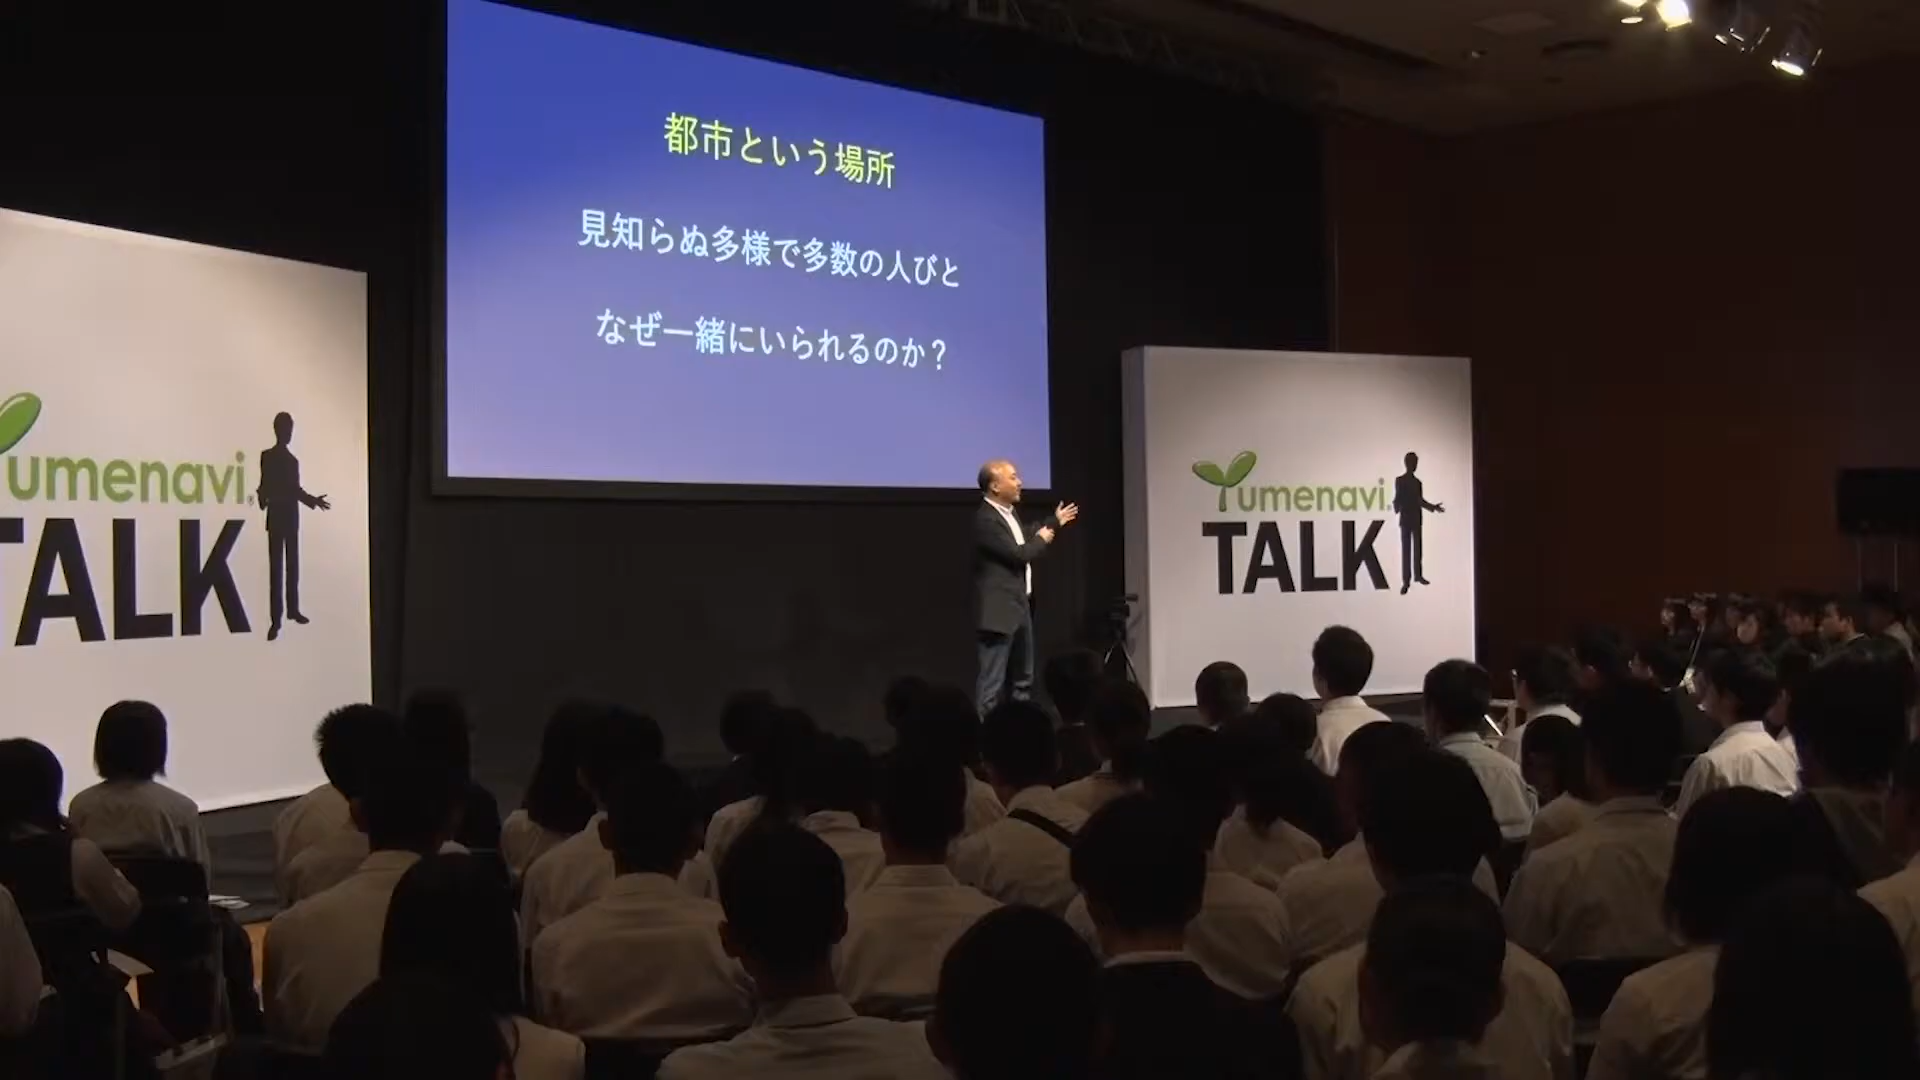 都市という場所
見知らぬ多様で多数の人びと
なぜ一緒にいられるのか？
Yumenavi®
TALK
Yumenavi
TALK